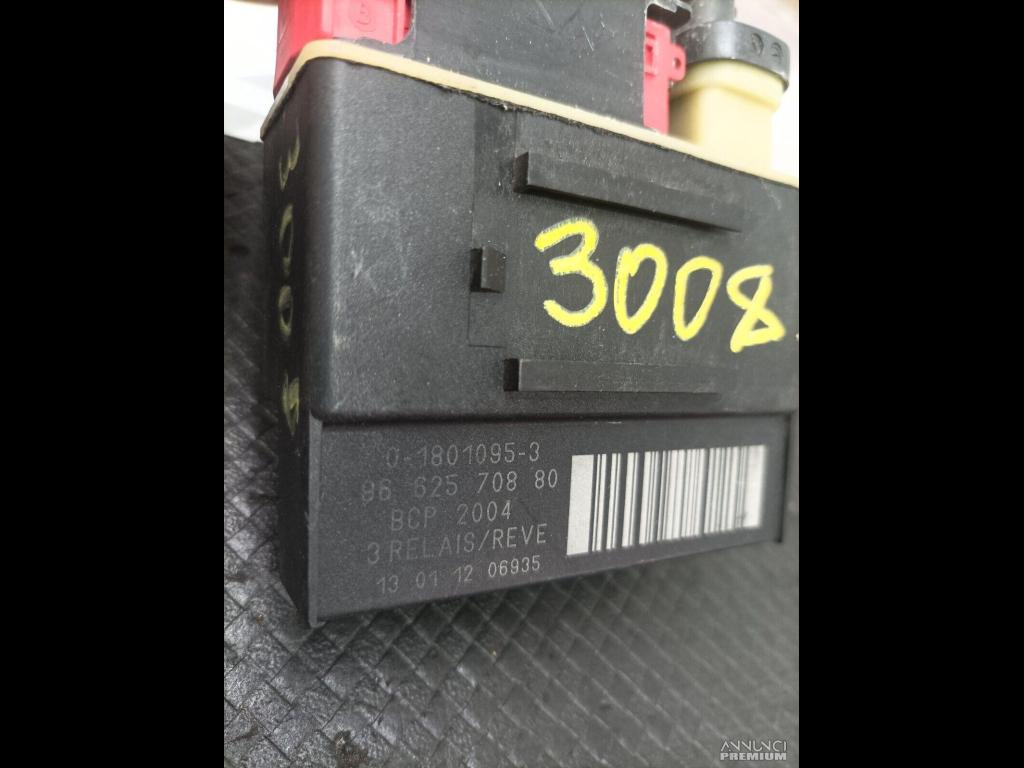 3008
3008
0-1801095-3
96 625 708 80
BCP 2004
3 RELAIS/REVE
13 01 12 06935
ANNUNCI
PREMIUM